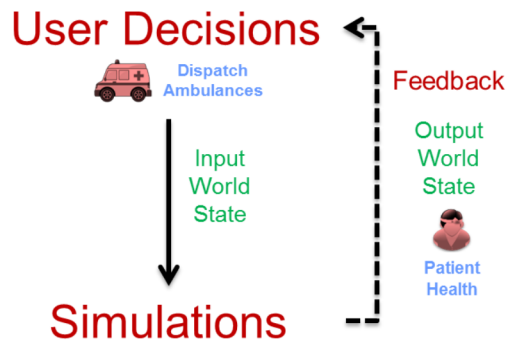 User Decisions
Dispatch
Ambulances
Feedback
Input
World
State
Output
World
State
Patient
Health
Simulations